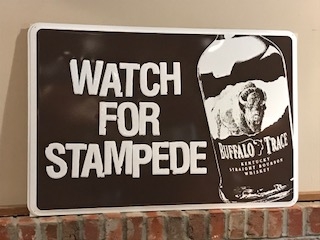 WATCH
FOR
STAMPEDE
BUFFALO TRACE
KENTUCKY
STRAIGHT BOURBON
WHISKEY